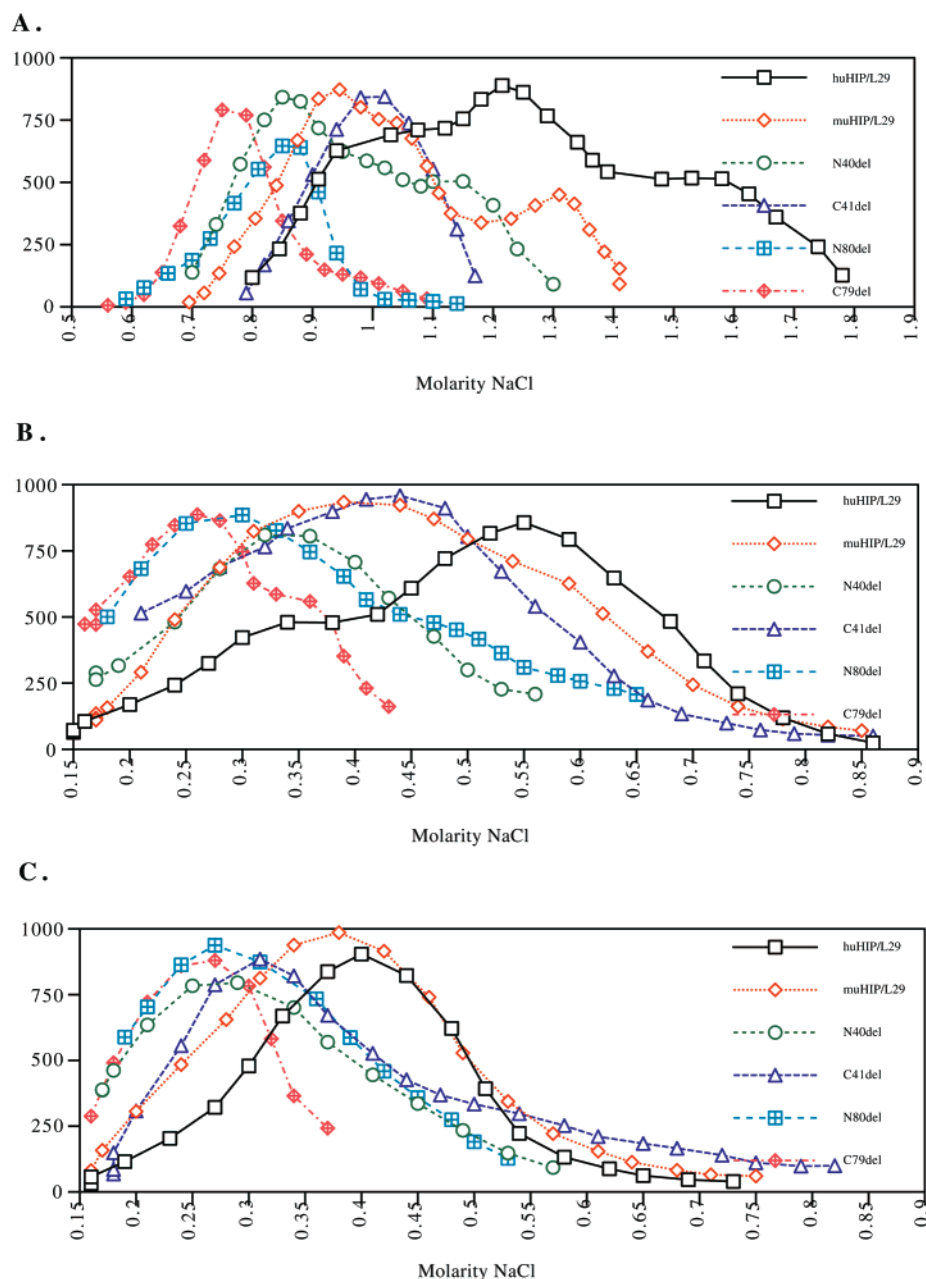 A.
1000
750
500
250
0
0.5 0.6 0.7 0.8 0.9 1 1.1 1.2 1.3 1.4 1.5 1.6 1.7 1.8 1.9
huHIP/L29
muHIP/L29
N40del
C41del
N80del
C79del
Molarity NaCl
B.
1000
750
500
250
0
0.15 0.2 0.25 0.3 0.35 0.4 0.45 0.5 0.55 0.6 0.65 0.7 0.75 0.8 0.85 0.9
huHIP/L29
muHIP/L29
N40del
C41del
N80del
C79del
Molarity NaCl
C.
1000
750
500
250
0
0.15 0.2 0.25 0.3 0.35 0.4 0.45 0.5 0.55 0.6 0.65 0.7 0.75 0.8 0.85 0.9
huHIP/L29
muHIP/L29
N40del
C41del
N80del
C79del
Molarity NaCl